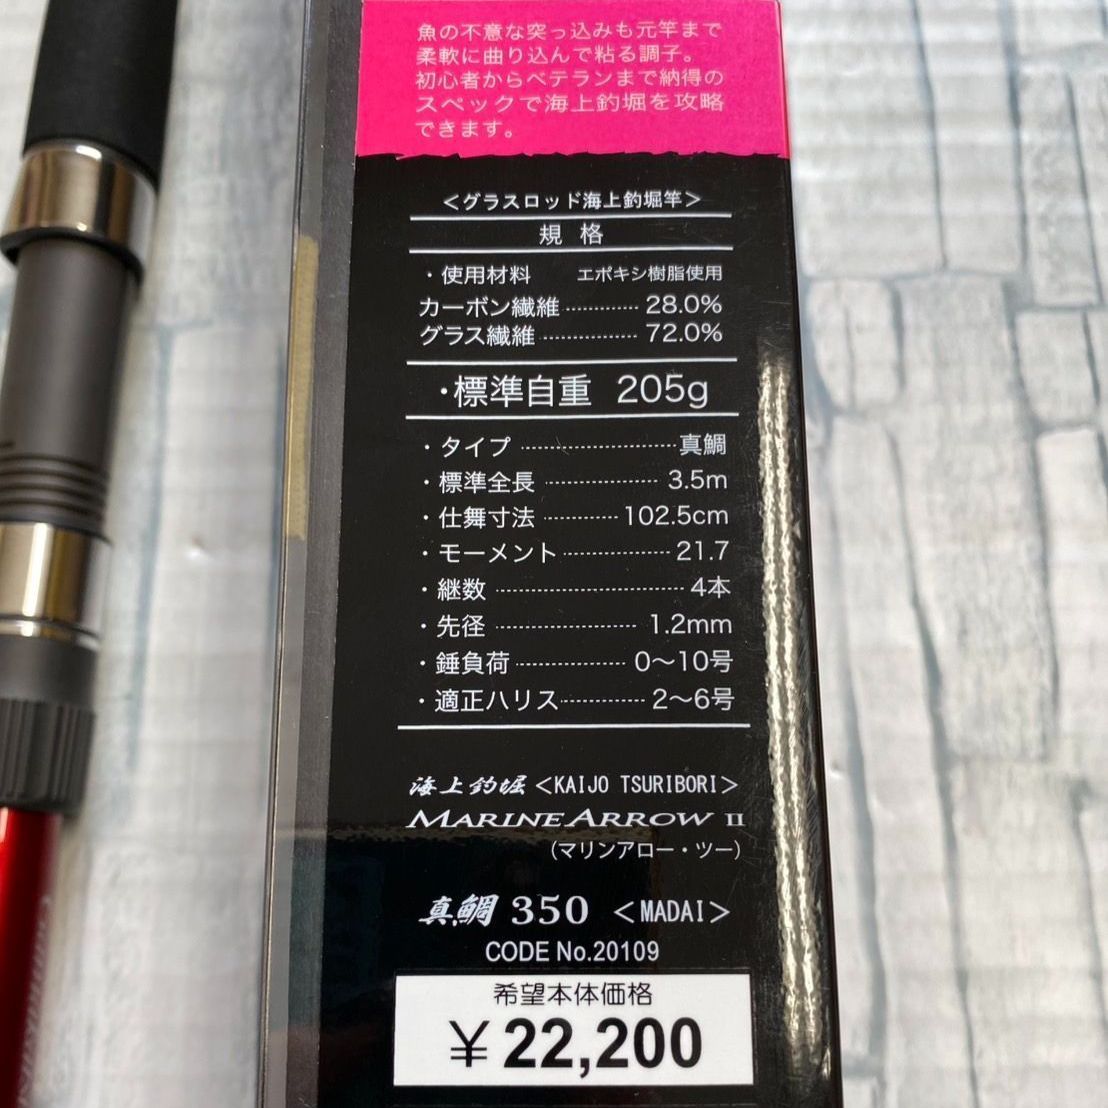 魚の不意な突っ込みも元竿まで
柔軟に曲り込んで粘る調子。
初心者からベテランまで納得の
スペックで海上釣堀を攻略
できます。
＜グラスロッド海上釣堀竿＞
規 格
・使用材料 エポキシ樹脂使用
カーボン繊維 ............ 28.0%
グラス繊維 ............ 72.0%
・標準自重 205g
・タイプ ............ 真鯛
・標準全長 ............ 3.5m
・仕舞寸法 ............ 102.5cm
・モーメント ............ 21.7
・継数 ............ 4本
・先径 ............ 1.2mm
・錘負荷 ............ 0〜10号
・適正ハリス ............ 2〜6号
海上釣堀＜KAIJO TSURIBORI＞
MARINE ARROW II
（マリンアロー・ツー）
真鯛 350 ＜MADAI＞
CODE No.20109
希望本体価格
￥22,200